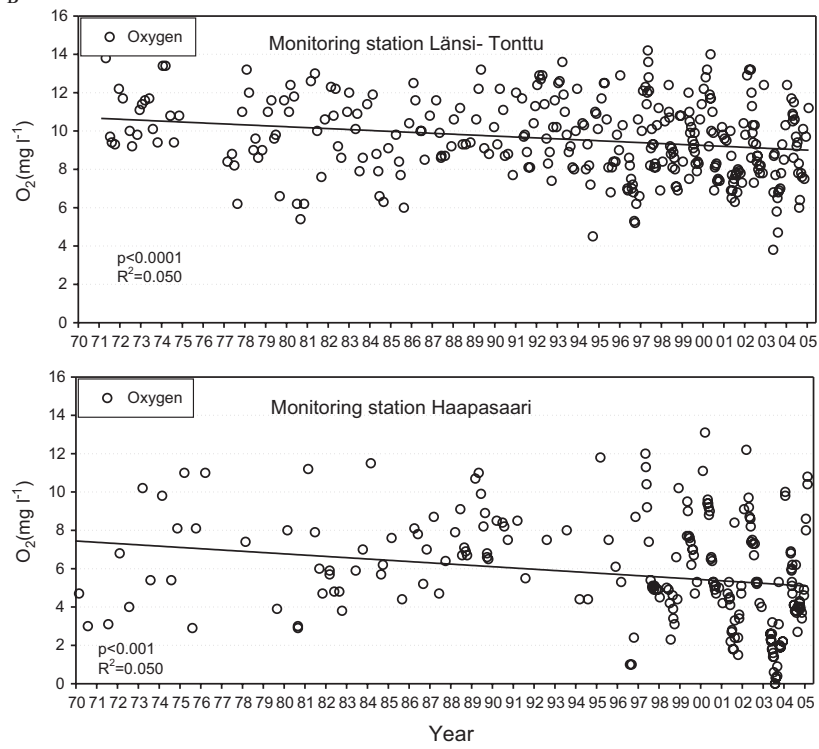 B
16
14
12
10
8
6
4
2
0
O₂(mg l⁻¹)
Oxygen
Monitoring station Länsi- Tonttu
p<0.0001
R²=0.050
70 71 72 73 74 75 76 77 78 79 80 81 82 83 84 85 86 87 88 89 90 91 92 93 94 95 96 97 98 99 00 01 02 03 04 05
16
14
12
10
8
6
4
2
0
O₂(mg l⁻¹)
Oxygen
Monitoring station Haapasaari
p<0.001
R²=0.050
70 71 72 73 74 75 76 77 78 79 80 81 82 83 84 85 86 87 88 89 90 91 92 93 94 95 96 97 98 99 00 01 02 03 04 05
Year